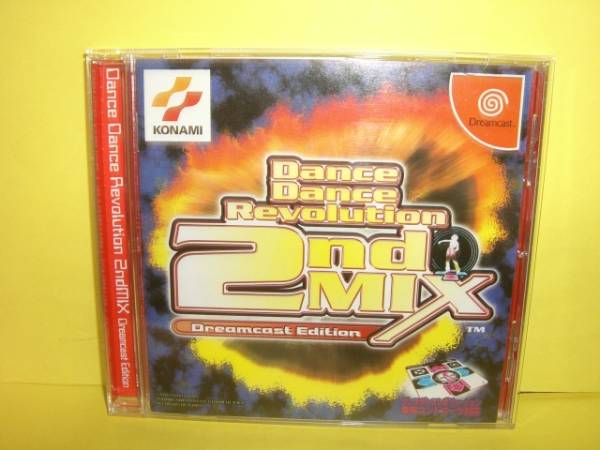 Dance Dance Revolution 2ndMIX Dreamcast Edition
KONAMI
Dreamcast
Dance
Dance
Revolution
2nd
MIX
Dreamcast Edition
TM